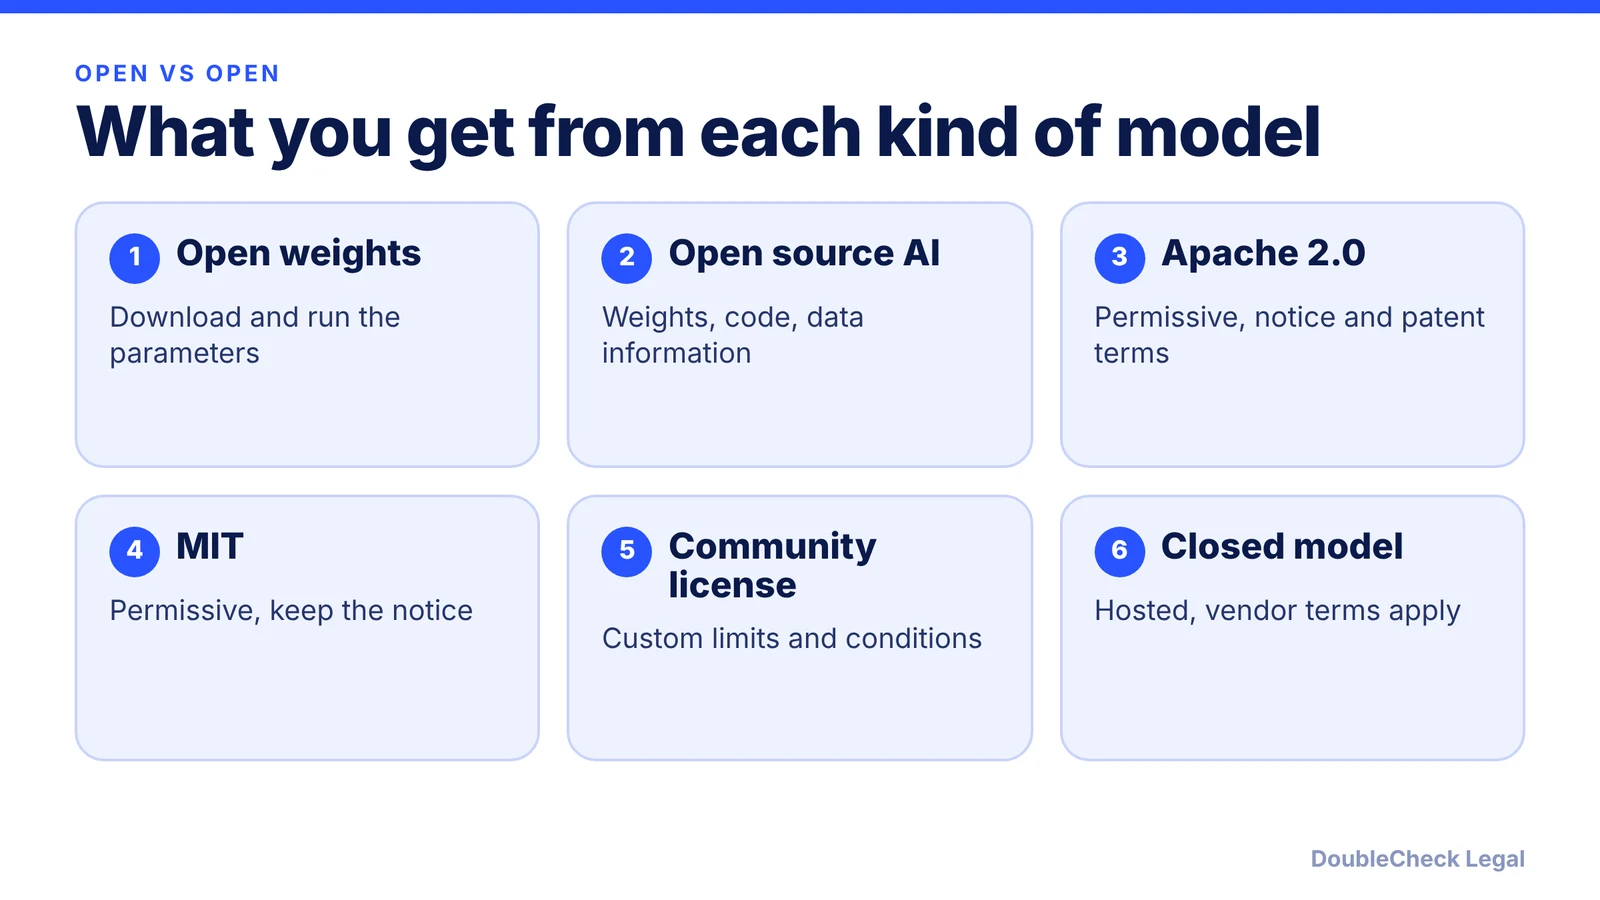 OPEN VS OPEN
What you get from each kind of model
1 Open weights
Download and run the
parameters
2 Open source AI
Weights, code, data
information
3 Apache 2.0
Permissive, notice and patent
terms
4 MIT
Permissive, keep the notice
5 Community
license
Custom limits and conditions
6 Closed model
Hosted, vendor terms apply
DoubleCheck Legal